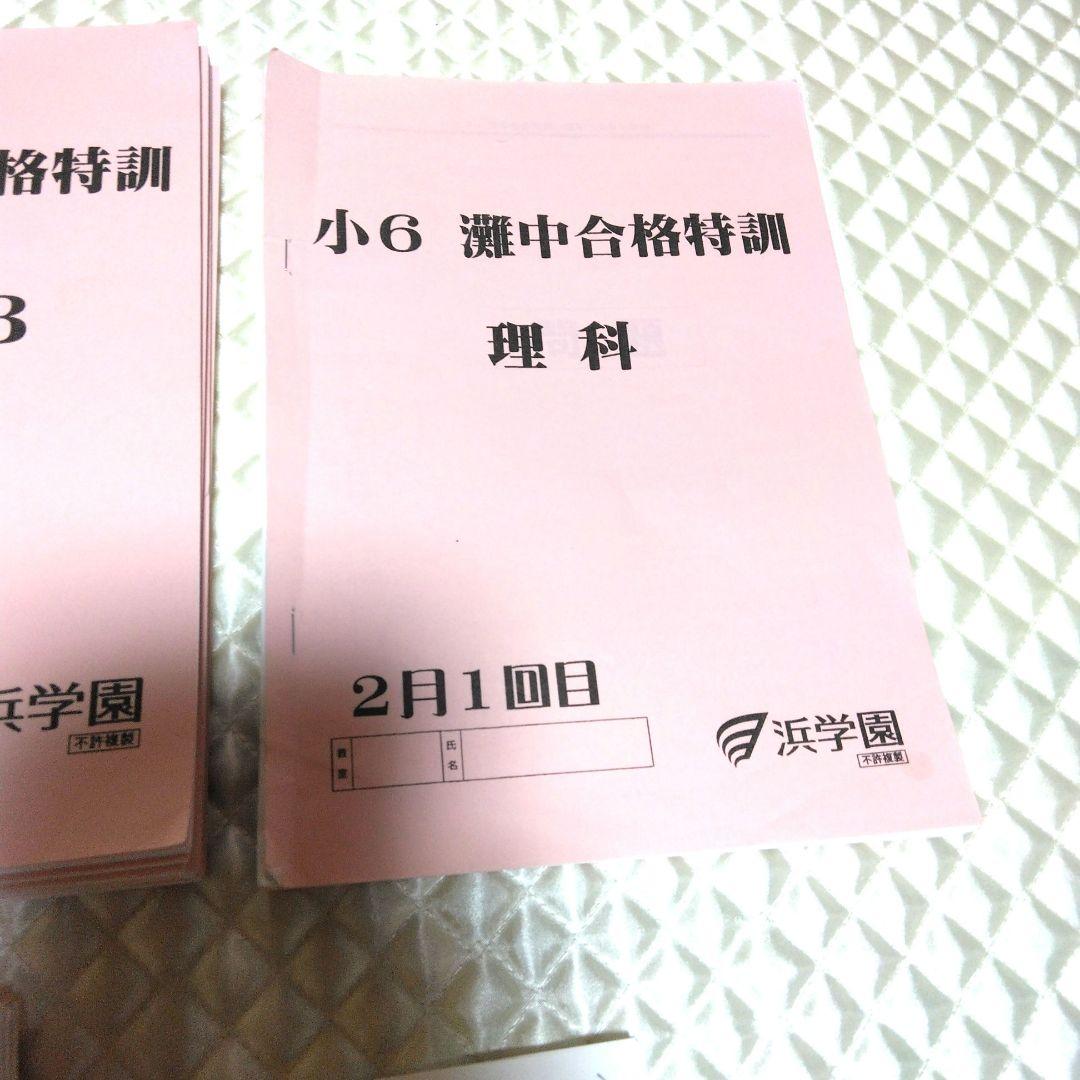 格特訓
3
浜学園
不許複製
小6 灘中合格特訓
理科
2月1回目
教室
氏名
浜学園
不許複製